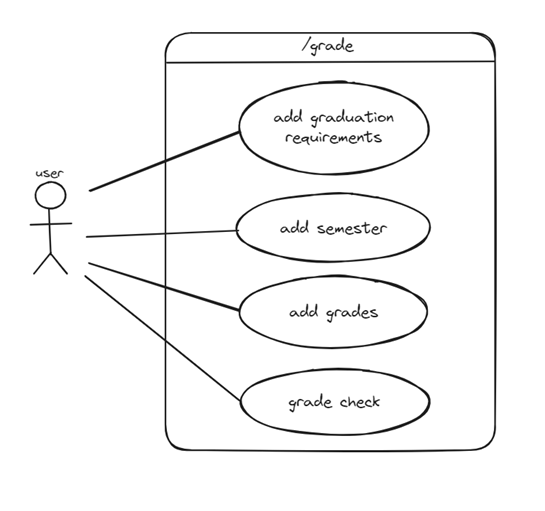 /grade
add graduation
requirements
user
add semester
add grades
grade check